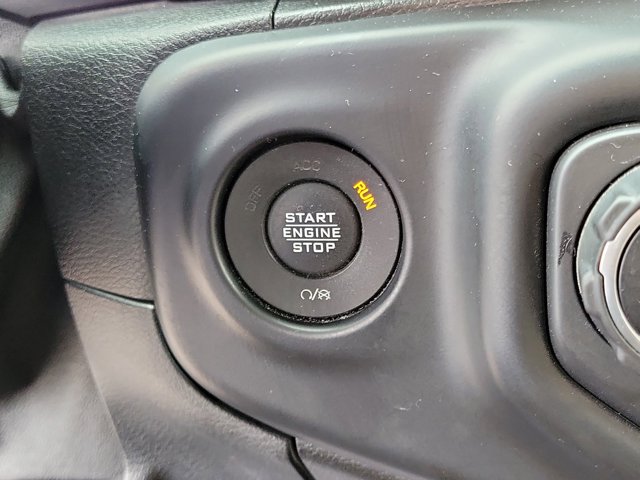 OFF
ACC
RUN
START
ENGINE
STOP